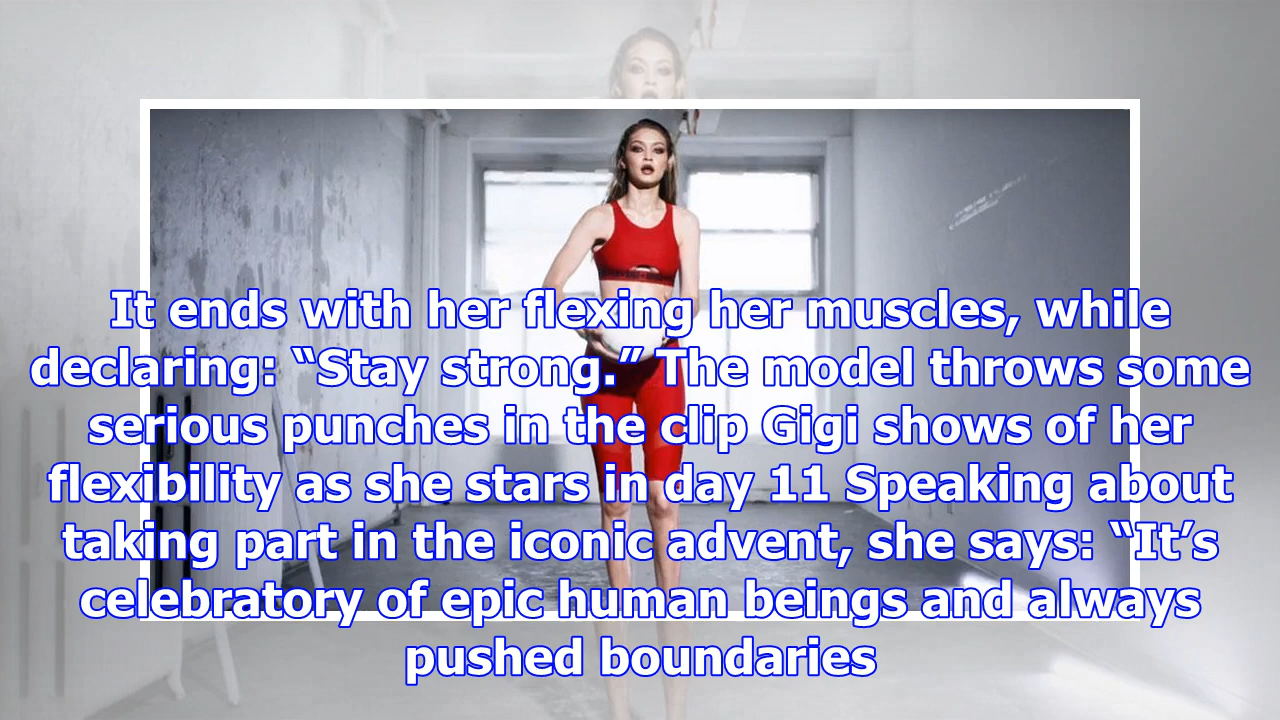 It ends with her flexing her muscles, while
declaring: “Stay strong.” The model throws some
serious punches in the clip Gigi shows of her
flexibility as she stars in day 11 Speaking about
taking part in the iconic advent, she says: “It’s
celebratory of epic human beings and always
pushed boundaries